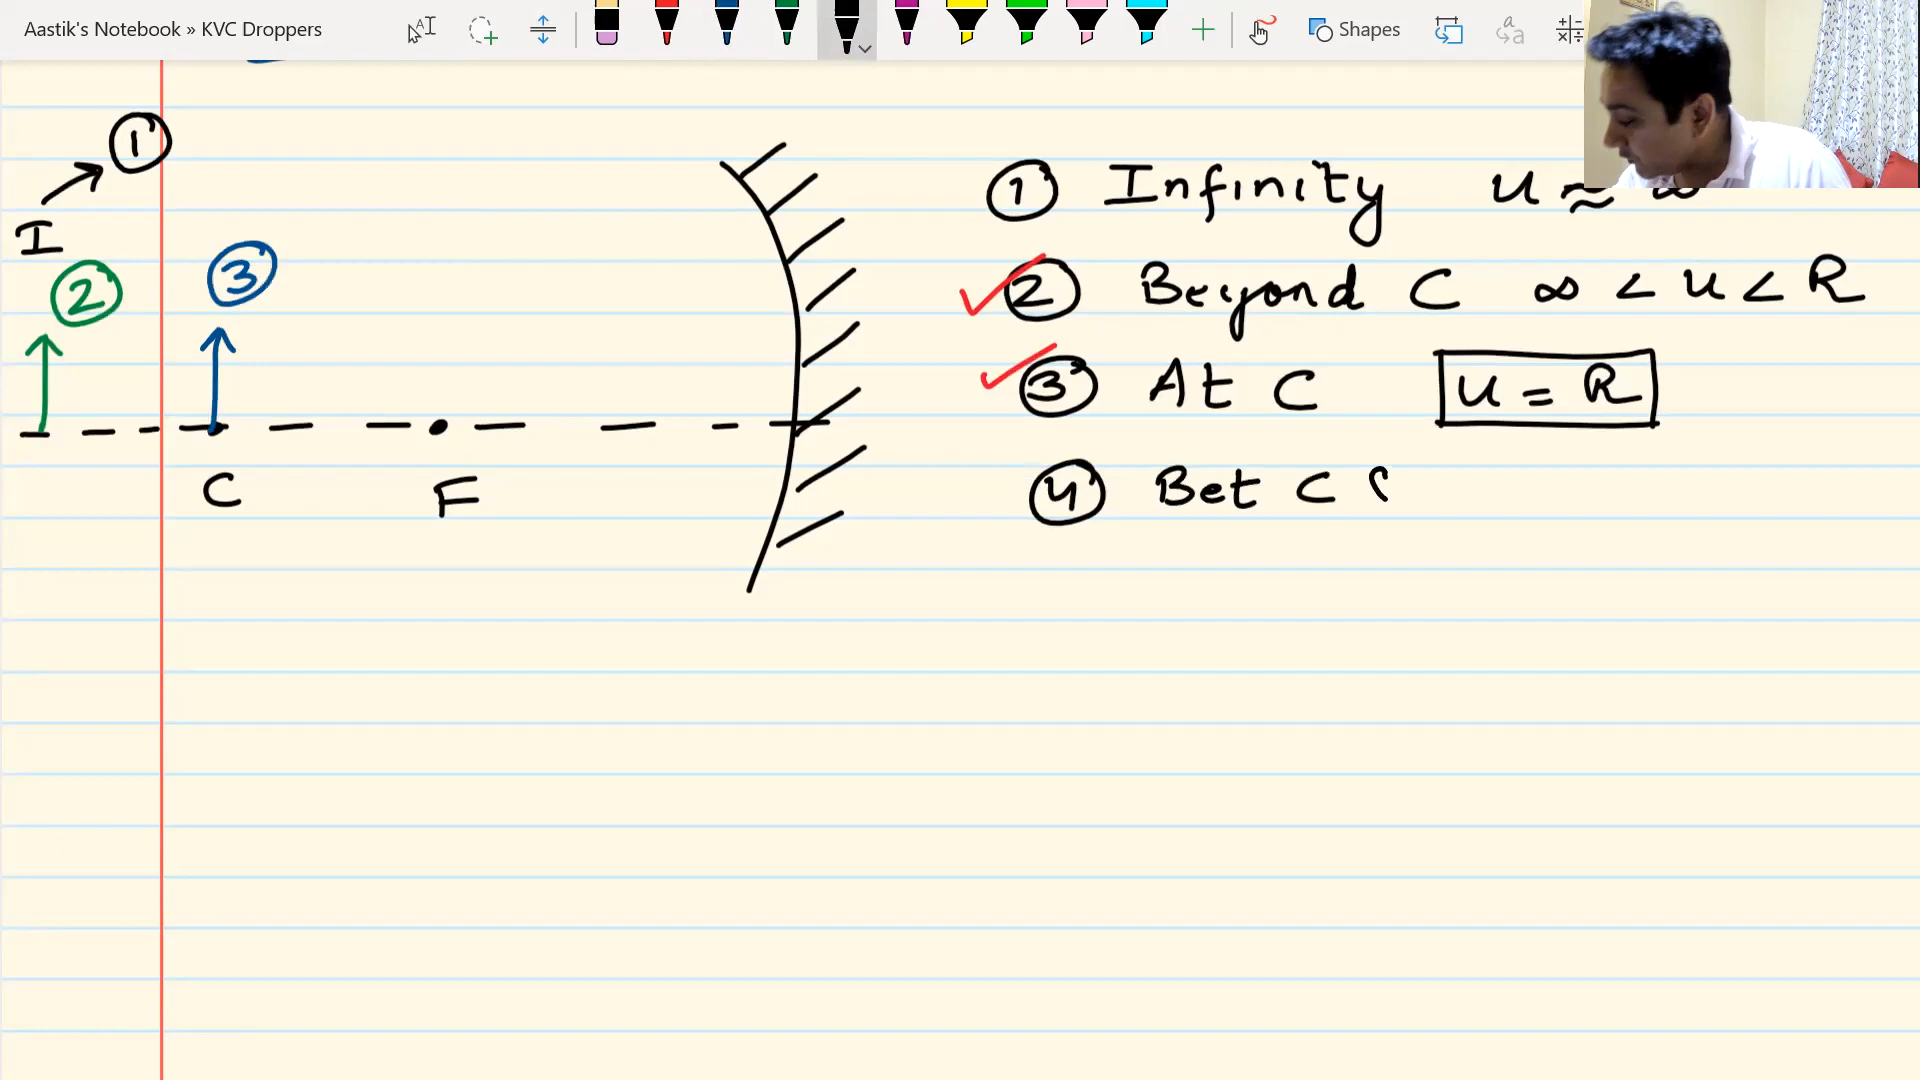 Aastik's Notebook » KVC Droppers
Shapes
1
I
2
3
C
F
1 Infinity u ≈ ∞
2 Beyond C ∞ < u < R
3 At C u = R
4 Bet C